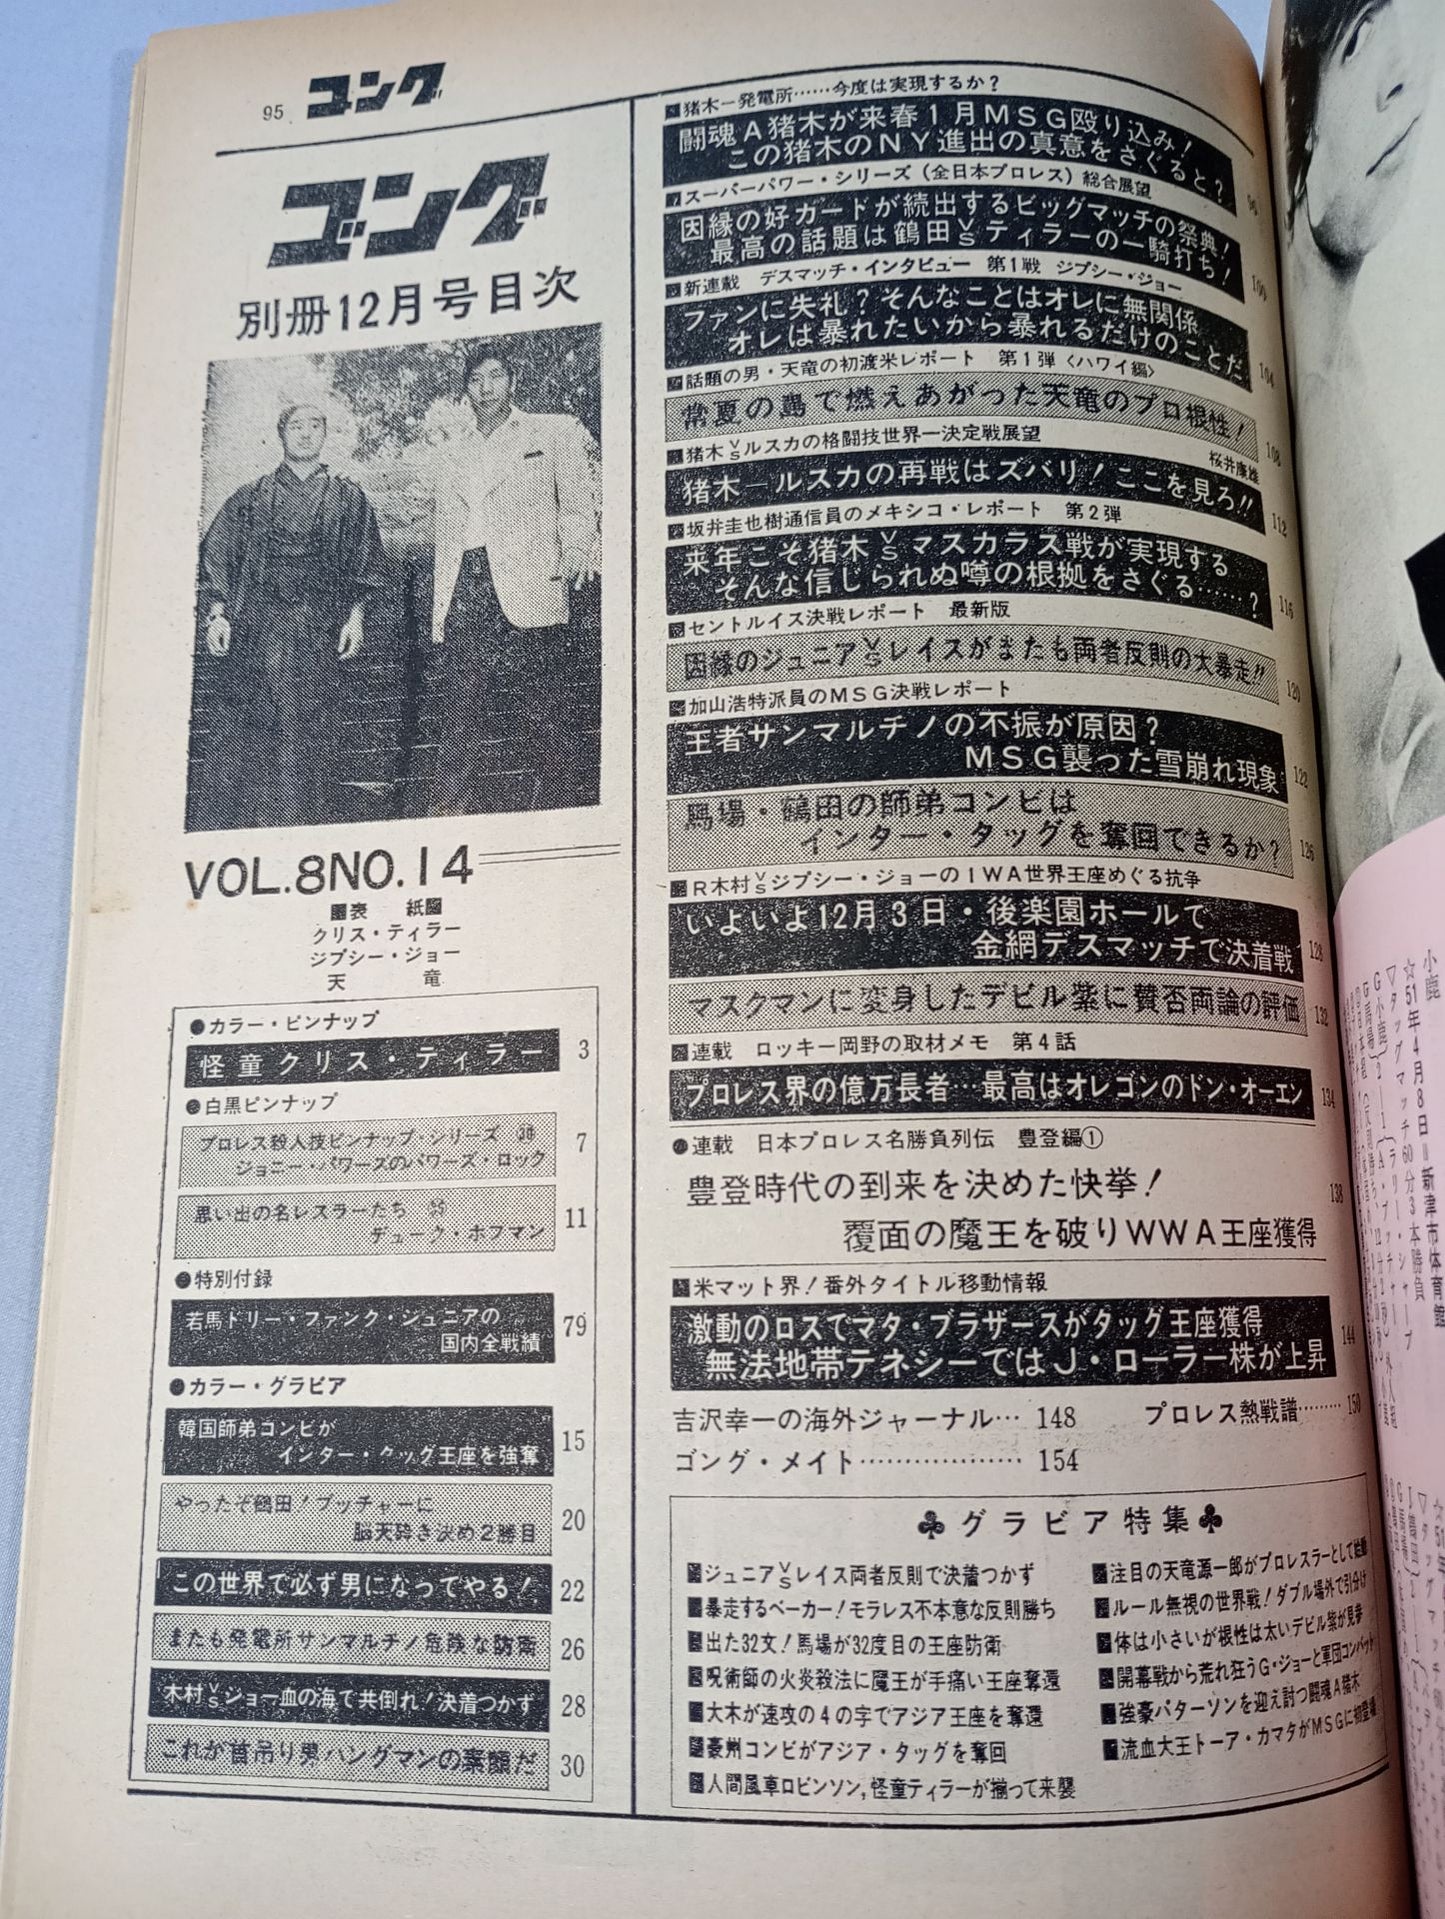 95 ゴング
ゴング
別冊12月号目次
VOL.8NO.14
表 紙
クリス・テイラー
ジプシー・ジョー
天 竜
●カラー・ピンナップ
怪童クリス・テイラー 3
●白黒ピンナップ
プロレス殺人技ピンナップ・シリーズ
ジョニー・パワーズのパワーズ・ロック 7
思い出の名レスラーたち
デューク・ホフマン 11
●特別付録
若馬ドリー・ファンク・ジュニアの
国内全戦績 79
●カラー・グラビア
韓国師弟コンビが
インター・タッグ王座を強奪 15
やったぞ鶴田!ブッチャーに
脳天砕き決め2勝目 20
この世界で必ず男になってやる! 22
またも発電所サンマルチノ危険な防衛 26
木村VSジョー血の海で共倒れ!決着つかず 28
これが首吊り男ハングマンの素顔だ 30
猪木−発電所……今度は実現するか?
闘魂A猪木が来春1月MSG殴り込み!
この猪木のNY進出の真意をさぐると?
スーパーパワー・シリーズ(全日本プロレス)総合展望
因縁の好カードが続出するビッグマッチの祭典!
最高の話題は鶴田VSテイラーの一騎打ち! 100
新連載 デスマッチ・インタビュー 第1戦 ジプシー・ジョー
ファンに失礼?そんなことはオレに無関係
オレは暴れたいから暴れるだけのことだ 104
話題の男・天竜の初渡米レポート 第1弾〈ハワイ編〉
常夏の島で燃えあがった天竜のプロ根性! 108
猪木VSルスカの格闘技世界一決定戦展望 桜井康雄
猪木−ルスカの再戦はズバリ!ここを見ろ!! 112
坂井圭也樹通信員のメキシコ・レポート 第2弾
来年こそ猪木VSマスカラス戦が実現する
そんな信じられぬ噂の根拠をさぐる……? 116
セントルイス決戦レポート 最新版
因縁のジュニアVSレイスがまたも両者反則の大暴走!! 120
加山浩特派員のMSG決戦レポート
王者サンマルチノの不振が原因?
MSG襲った雪崩れ現象 122
馬場・鶴田の師弟コンビは
インター・タッグを奪回できるか? 126
R木村VSジプシー・ジョーのIWA世界王座めぐる抗争
いよいよ12月3日・後楽園ホールで
金網デスマッチで決着戦 128
マスクマンに変身したデビル紫に賛否両論の評価 132
連載 ロッキー岡野の取材メモ 第4話
プロレス界の億万長者…最高はオレゴンのドン・オーエン 134
●連載 日本プロレス名勝負列伝 豊登編①
豊登時代の到来を決めた快挙! 138
覆面の魔王を破りWWA王座獲得
米マット界!番外タイトル移動情報
激動のロスでマタ・ブラザースがタッグ王座獲得
無法地帯テネシーではJ・ローラー株が上昇 144
吉沢幸一の海外ジャーナル… 148 プロレス熱戦譜……… 150
ゴング・メイト……………… 154
♣グラビア特集♣
ジュニアVSレイス両者反則で決着つかず
暴走するベーカー!モラレス不本意な反則勝ち
出た32文!馬場が32度目の王座防衛
呪術師の火炎殺法に魔王が手痛い王座奪還
大木が速攻の4の字でアジア王座を奪還
豪州コンビがアジア・タッグを奪回
人間風車ロビンソン,怪童テイラーが揃って来襲
注目の天竜源一郎がプロレスラーとして始動
ルール無視の世界戦!ダブル場外で引分け
体は小さいが根性は太いデビル紫が見参
開幕戦から荒れ狂うG・ジョーと軍団コンバット
強豪パターソンを迎え討つ闘魂A猪木
流血大王トーア・カマタがMSGに初登場
小鹿
☆51年4月8日=新津市体育館
▽タッグマッチ60分3本勝負